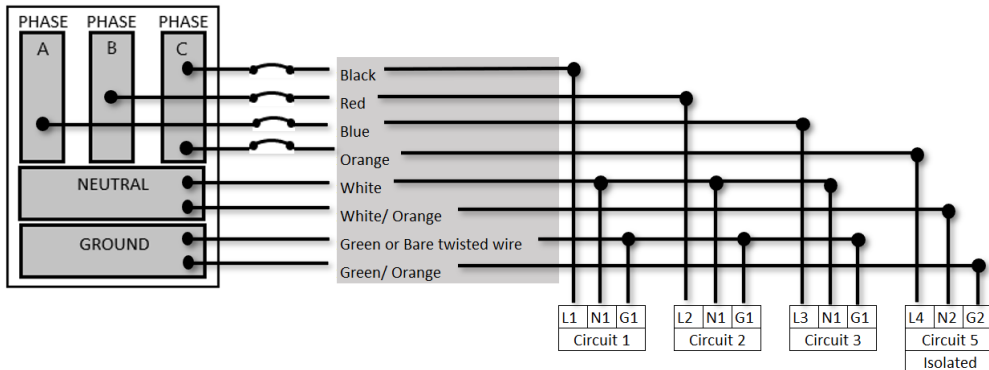 PHASE PHASE PHASE
A B C
Black
Red
Blue
Orange
NEUTRAL
White
White/ Orange
GROUND
Green or Bare twisted wire
Green/ Orange
L1 N1 G1
Circuit 1
L2 N1 G1
Circuit 2
L3 N1 G1
Circuit 3
L4 N2 G2
Circuit 5
Isolated